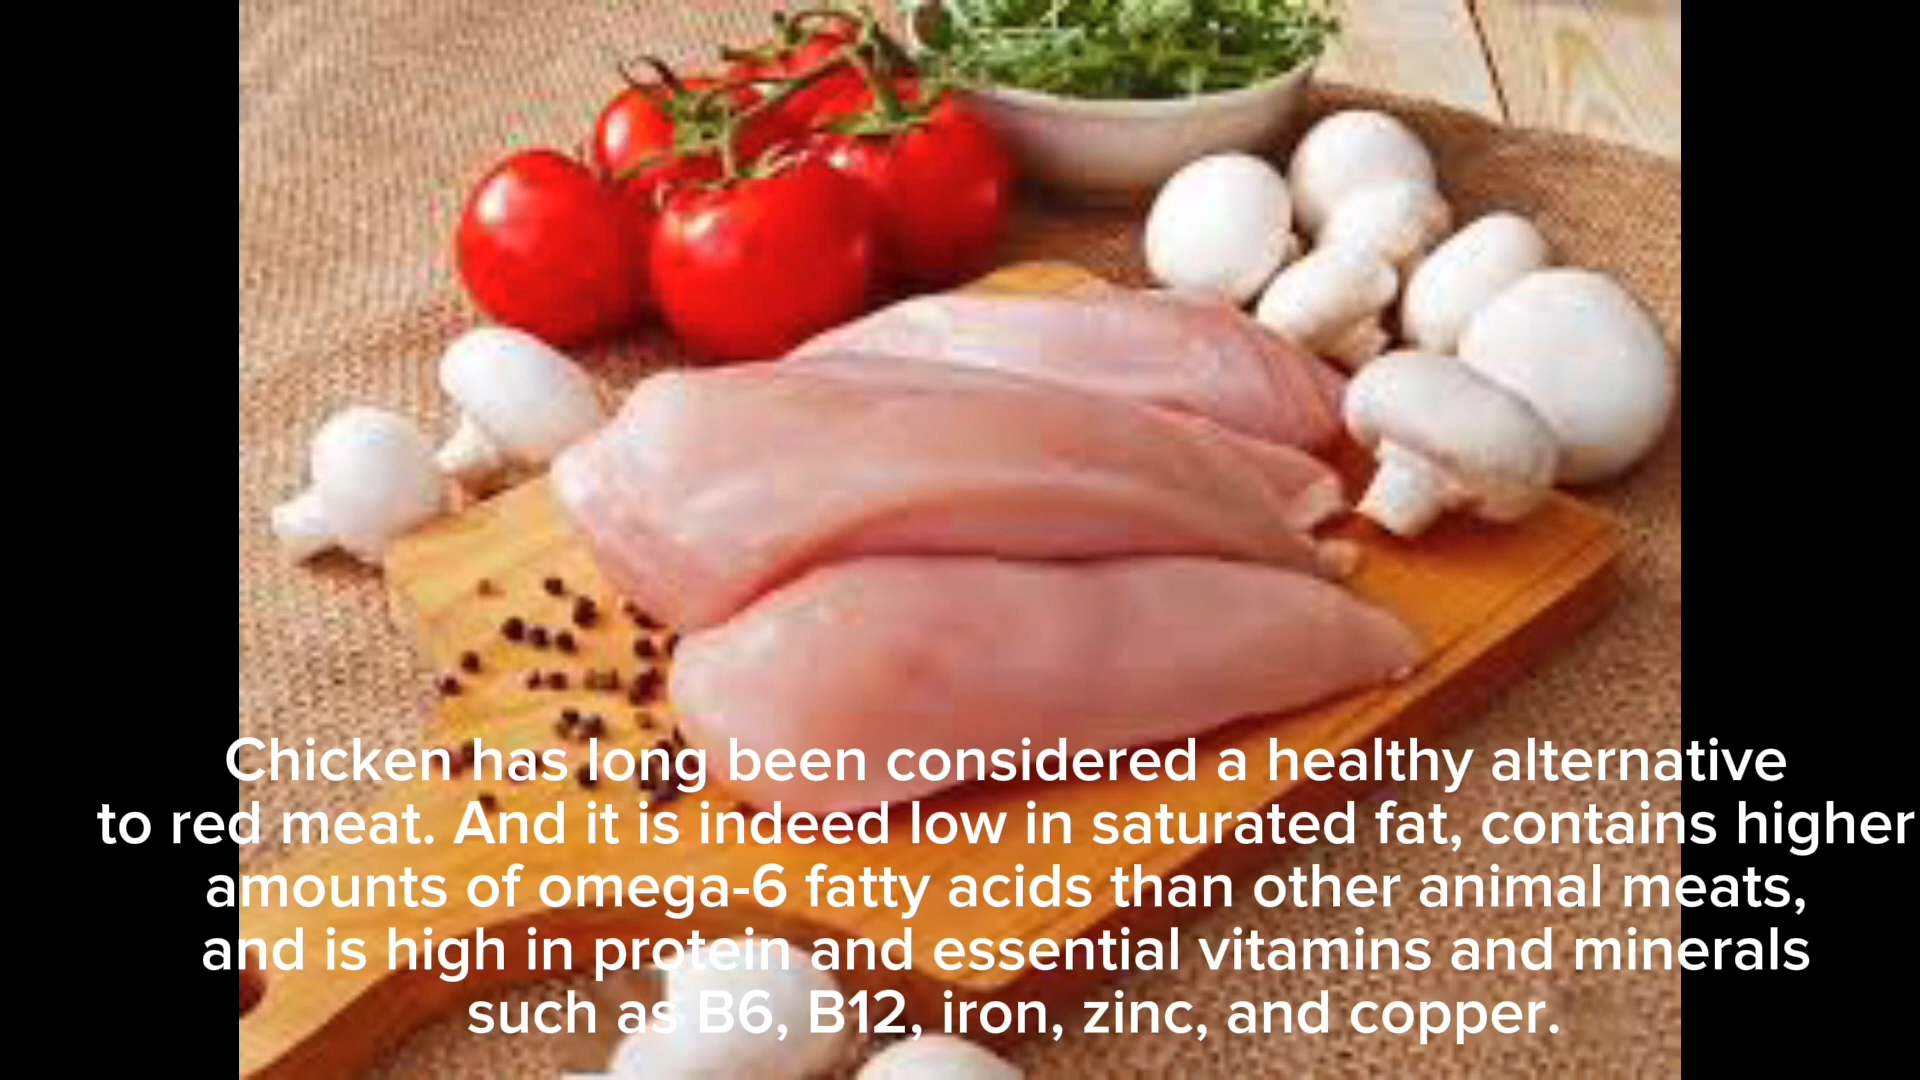 Chicken has long been considered a healthy alternative
to red meat. And it is indeed low in saturated fat, contains higher
amounts of omega-6 fatty acids than other animal meats,
and is high in protein and essential vitamins and minerals
such as B6, B12, iron, zinc, and copper.